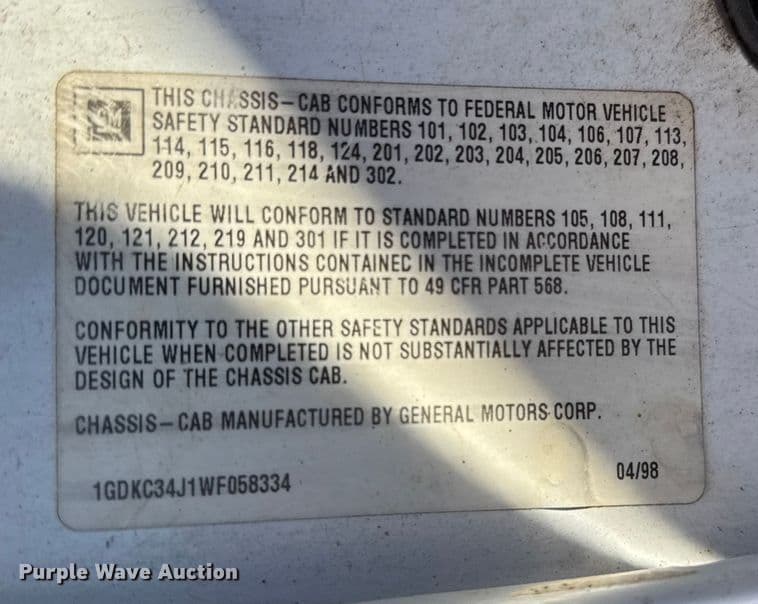 GM
THIS CHASSIS-CAB CONFORMS TO FEDERAL MOTOR VEHICLE
SAFETY STANDARD NUMBERS 101, 102, 103, 104, 106, 107, 113,
114, 115, 116, 118, 124, 201, 202, 203, 204, 205, 206, 207, 208,
209, 210, 211, 214 AND 302.
THIS VEHICLE WILL CONFORM TO STANDARD NUMBERS 105, 108, 111,
120, 121, 212, 219 AND 301 IF IT IS COMPLETED IN ACCORDANCE
WITH THE INSTRUCTIONS CONTAINED IN THE INCOMPLETE VEHICLE
DOCUMENT FURNISHED PURSUANT TO 49 CFR PART 568.
CONFORMITY TO THE OTHER SAFETY STANDARDS APPLICABLE TO THIS
VEHICLE WHEN COMPLETED IS NOT SUBSTANTIALLY AFFECTED BY THE
DESIGN OF THE CHASSIS CAB.
CHASSIS-CAB MANUFACTURED BY GENERAL MOTORS CORP.
04/98
1GDKC34J1WF058334
Purple Wave Auction